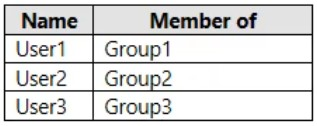 Name Member of
User1 Group1
User2 Group2
User3 Group3